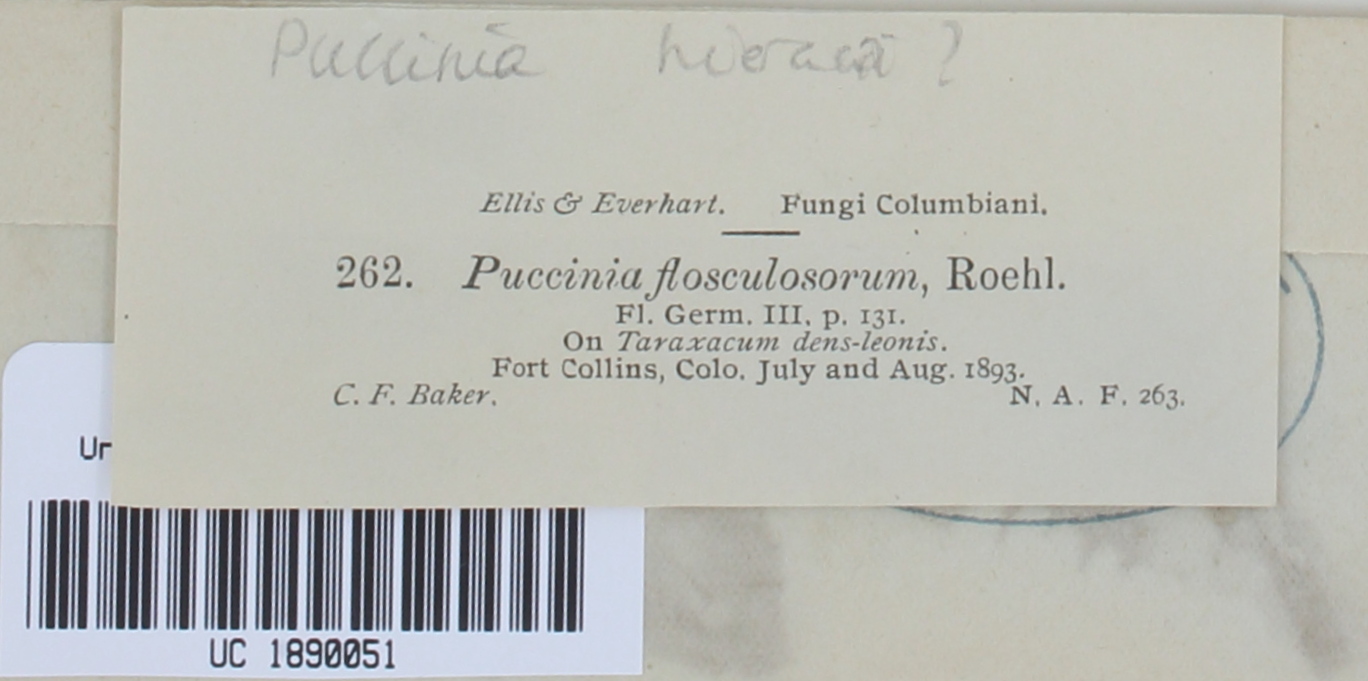 Puccinia hieracii ?
Ellis & Everhart. Fungi Columbiani.
262. Puccinia flosculosorum, Roehl.
Fl. Germ. III, p. 131.
On Taraxacum dens-leonis.
Fort Collins, Colo. July and Aug. 1893.
C. F. Baker. N. A. F. 263.
UC 1890051